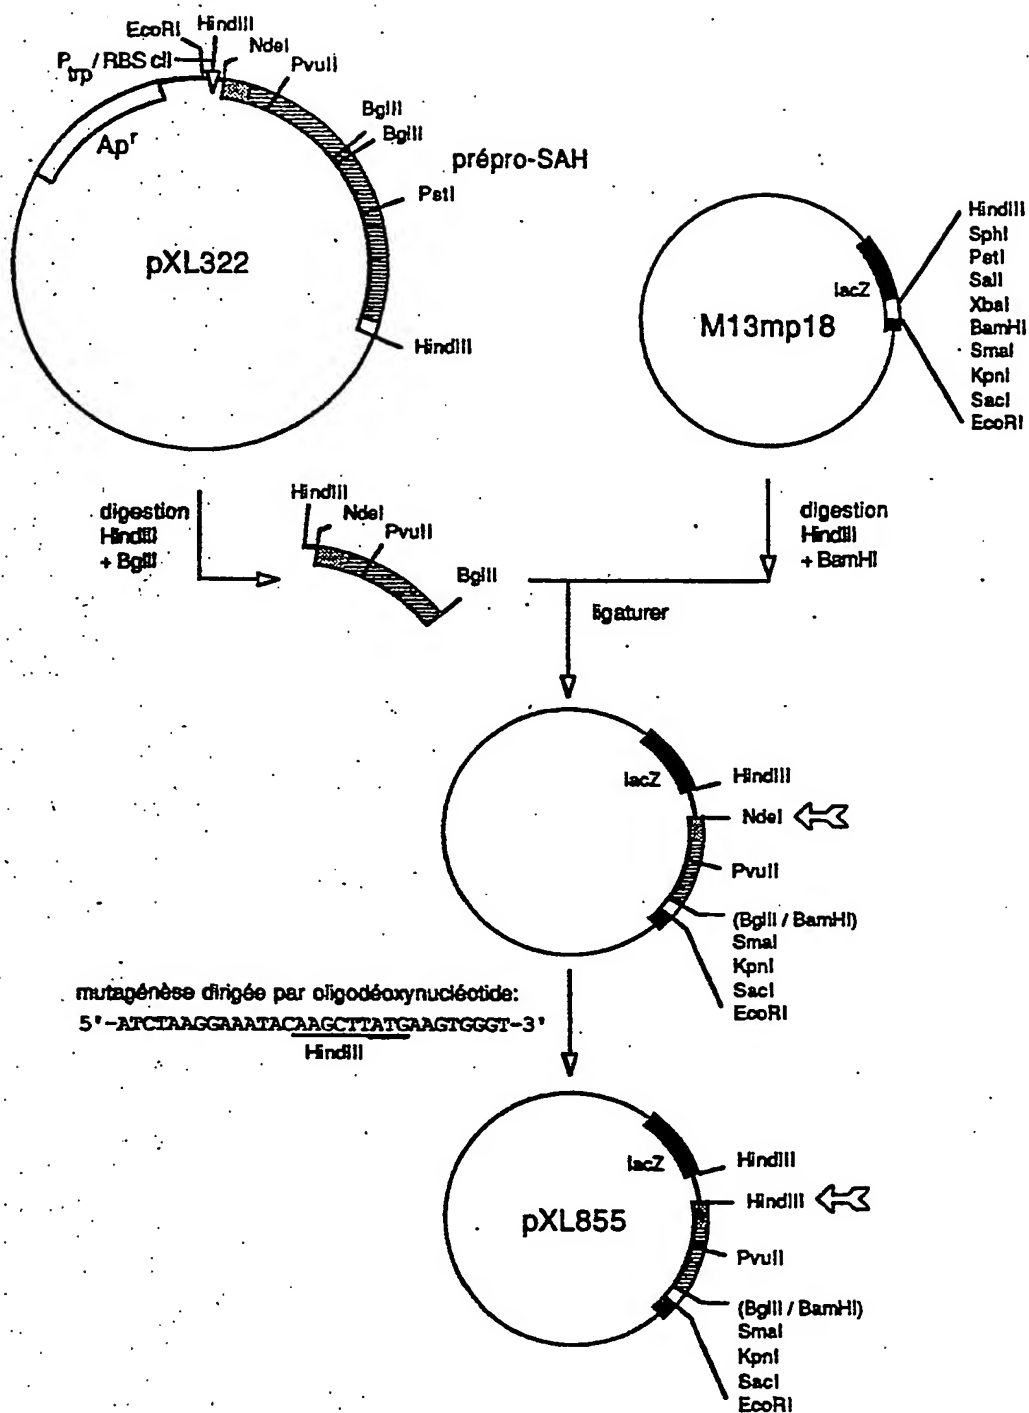 EcoRI
HindIII
NdeI
Ptrp / RBS cII
PvuII
BglII
BglII
Apr
prépro-SAH
PstI
pXL322
HindIII
lacZ
M13mp18
HindIII
SphI
PstI
SalI
XbaI
BamHI
SmaI
KpnI
SacI
EcoRI
digestion
HindIII
+ BglII
HindIII
NdeI
PvuII
BglII
digestion
HindIII
+ BamHI
ligaturer
lacZ
HindIII
NdeI
PvuII
(BglII / BamHI)
SmaI
KpnI
SacI
EcoRI
mutagénèse dirigée par oligodéoxynucléotide:
5'-ATCTAAGGAAATACAAGCTTATGAAGTGGGT-3'
HindIII
lacZ
HindIII
HindIII
pXL855
PvuII
(BglII / BamHI)
SmaI
KpnI
SacI
EcoRI